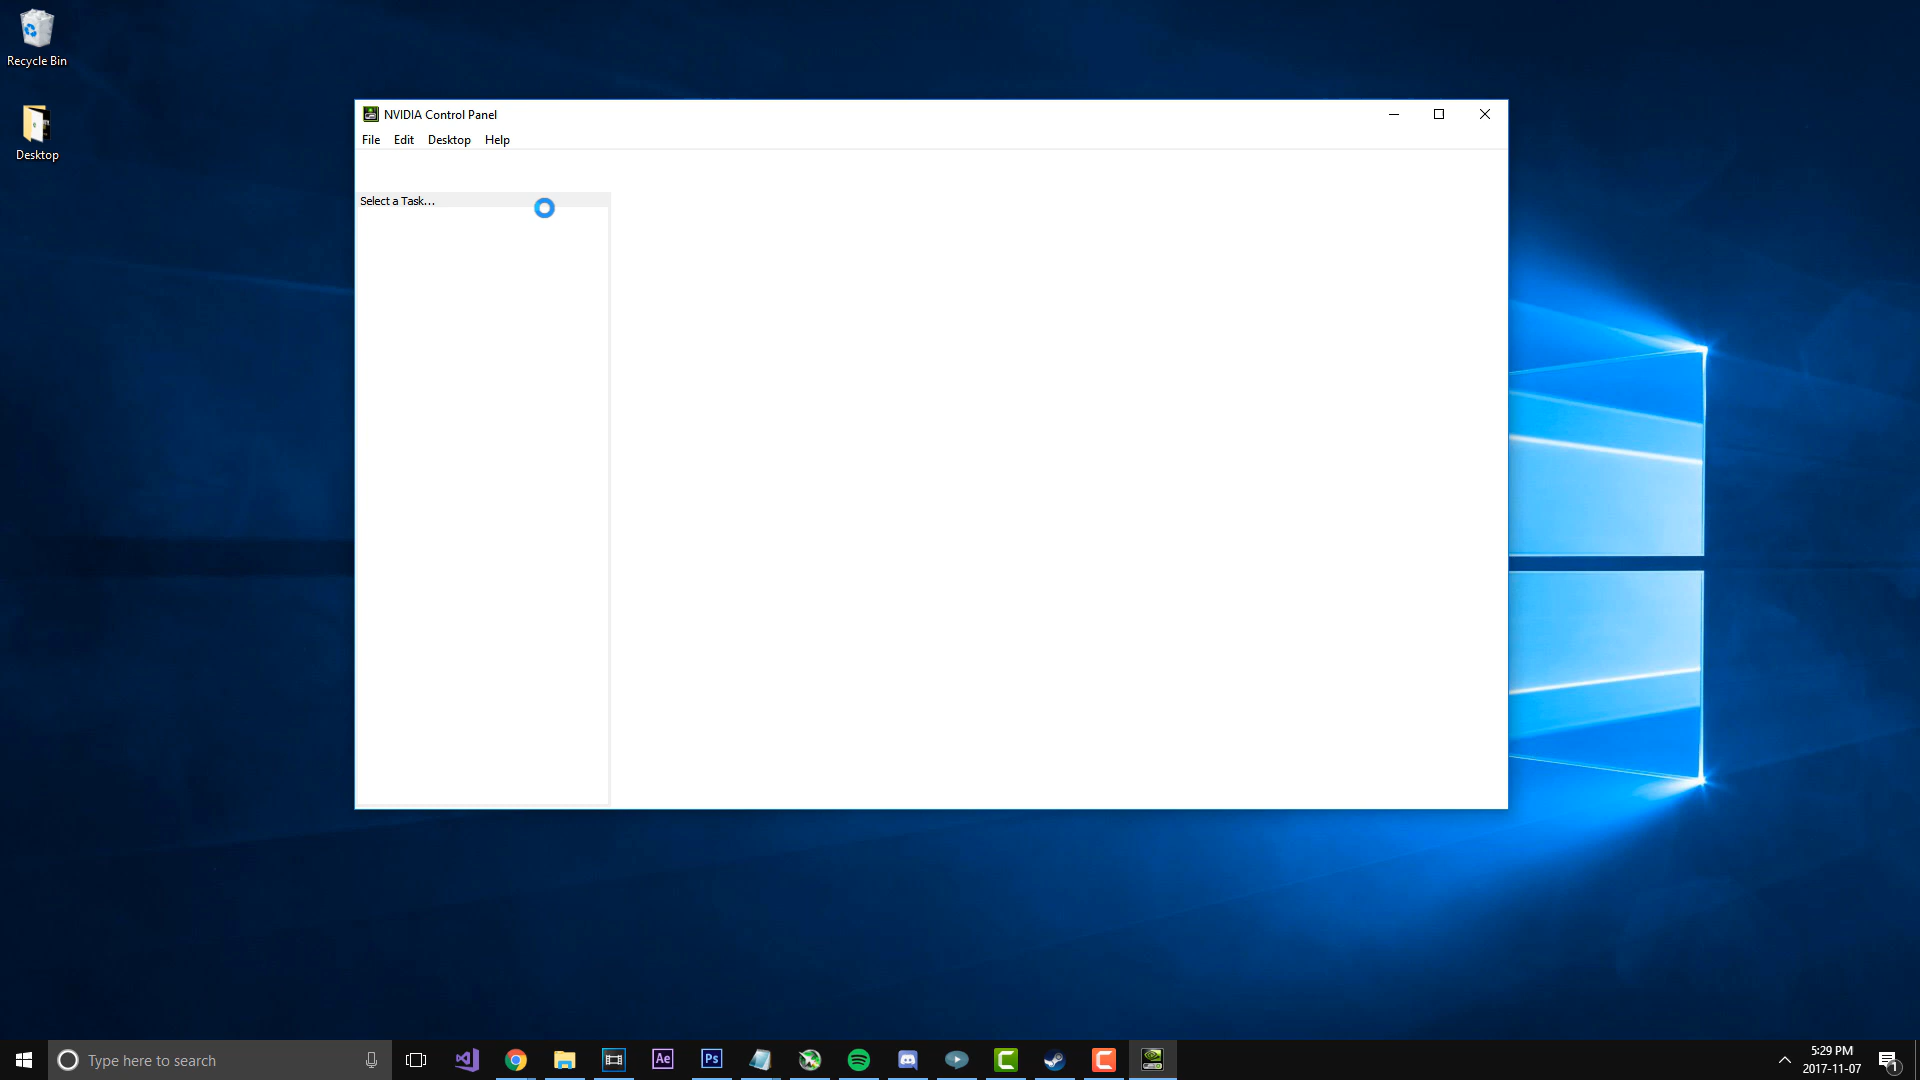 Recycle Bin
Desktop
NVIDIA Control Panel
File Edit Desktop Help
Select a Task...
Type here to search
Ae
Ps
5:29 PM
2017-11-07
1